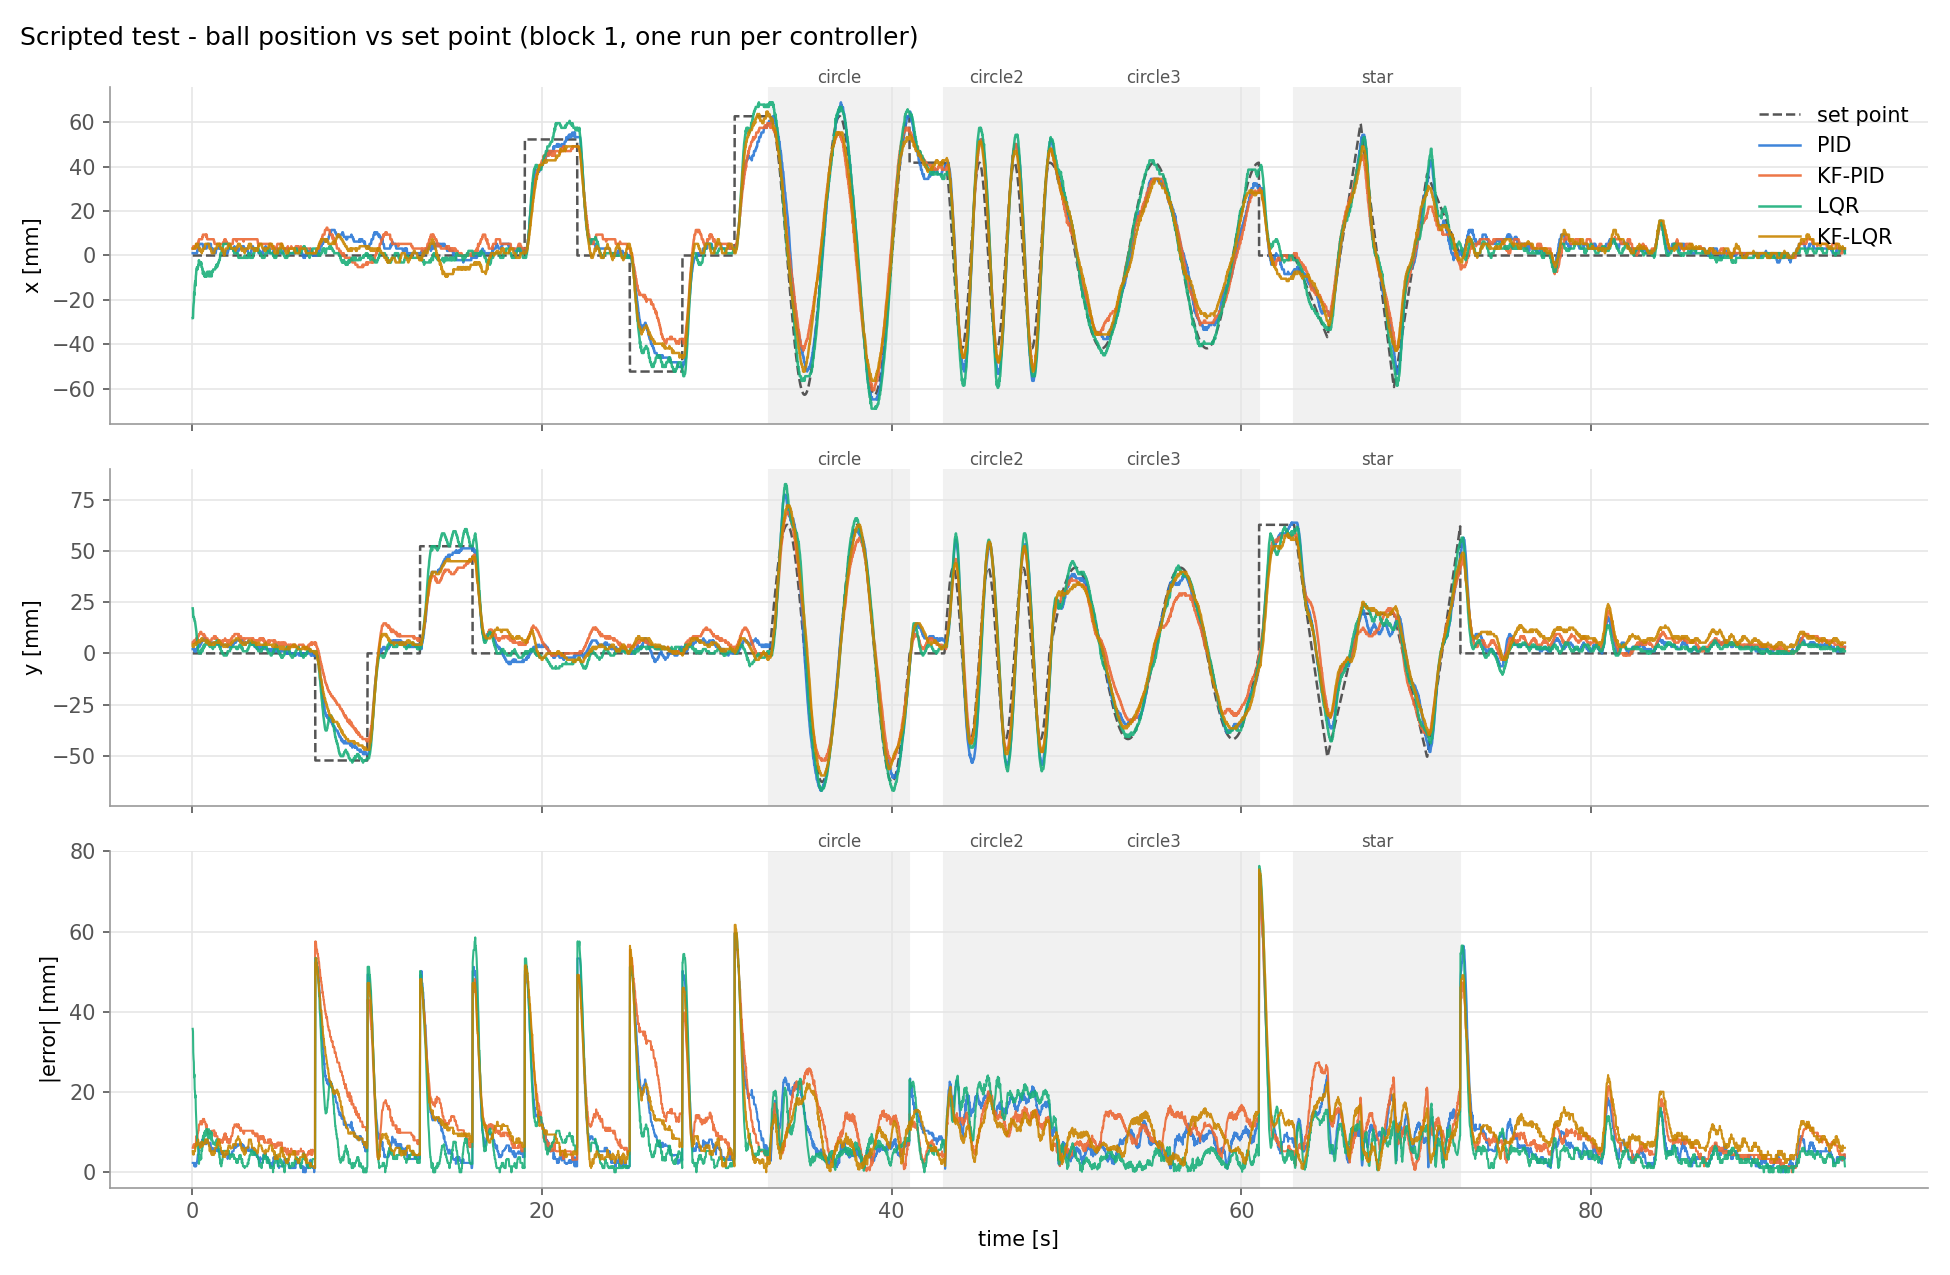 Scripted test - ball position vs set point (block 1, one run per controller)
circle circle2 circle3 star
60
40
20
0
−20
−40
−60
x [mm]
set point
PID
KF-PID
LQR
KF-LQR
circle circle2 circle3 star
75
50
25
0
−25
−50
y [mm]
circle circle2 circle3 star
80
60
40
20
0
|error| [mm]
0 20 40 60 80
time [s]